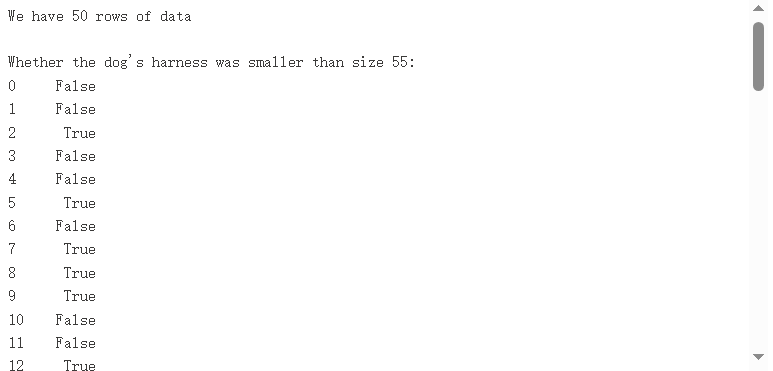 We have 50 rows of data
Whether the dog's harness was smaller than size 55:
0     False
1     False
2      True
3     False
4     False
5      True
6     False
7      True
8      True
9      True
10    False
11    False
12     True